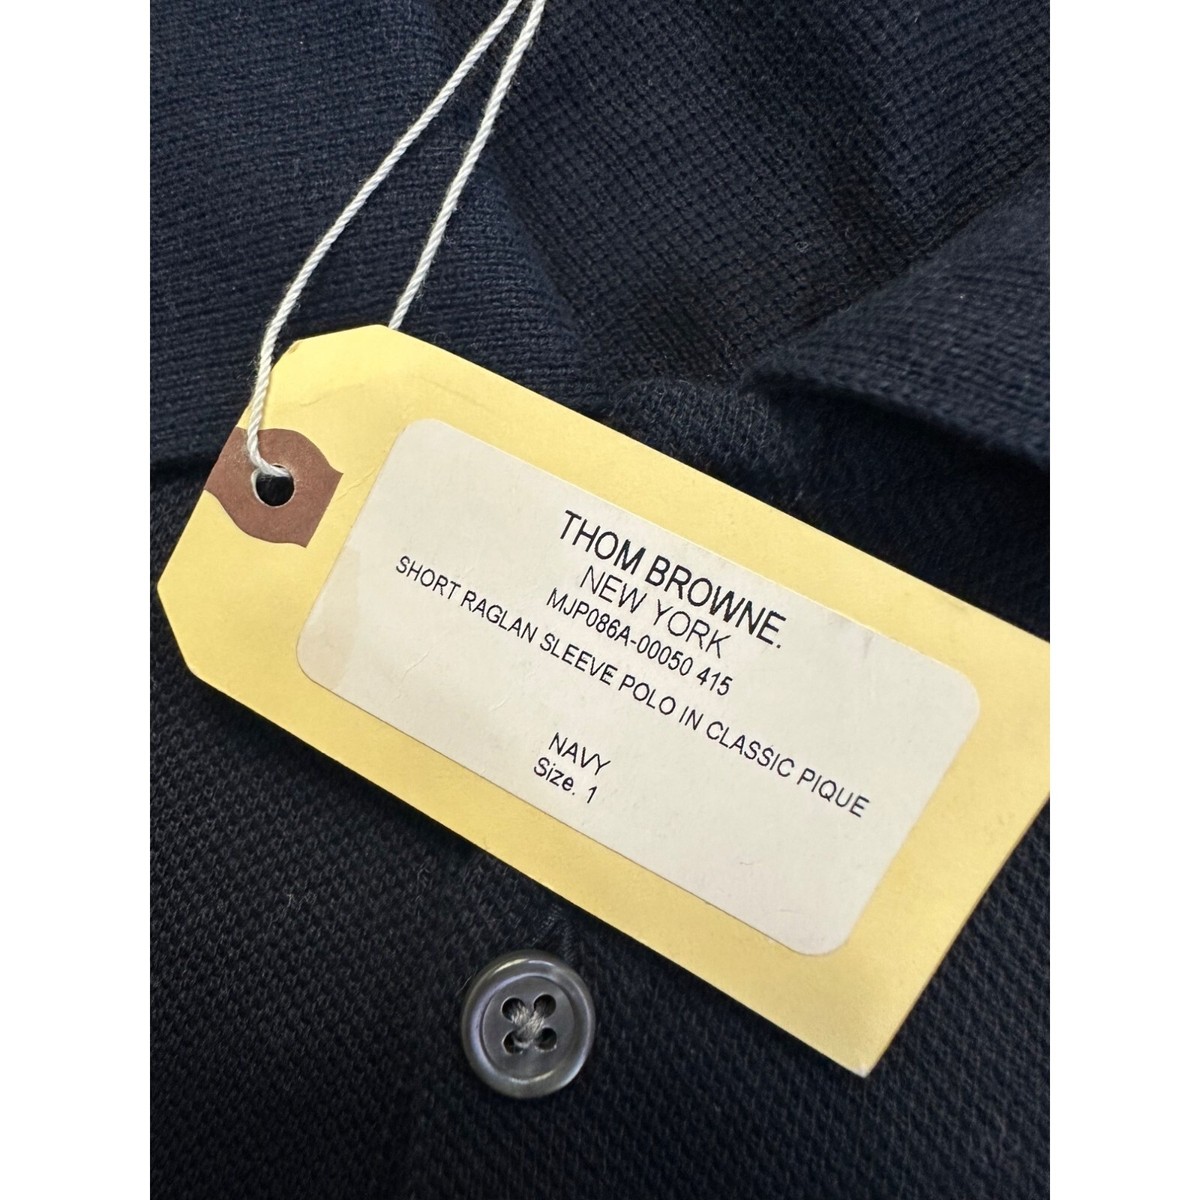 THOM BROWNE.
NEW YORK
MJP086A-00050 415
SHORT RAGLAN SLEEVE POLO IN CLASSIC PIQUE
NAVY
Size. 1